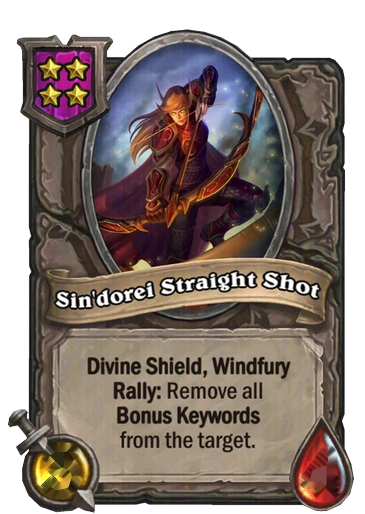 Sin'dorei Straight Shot
Divine Shield, Windfury
Rally: Remove all
Bonus Keywords
from the target.